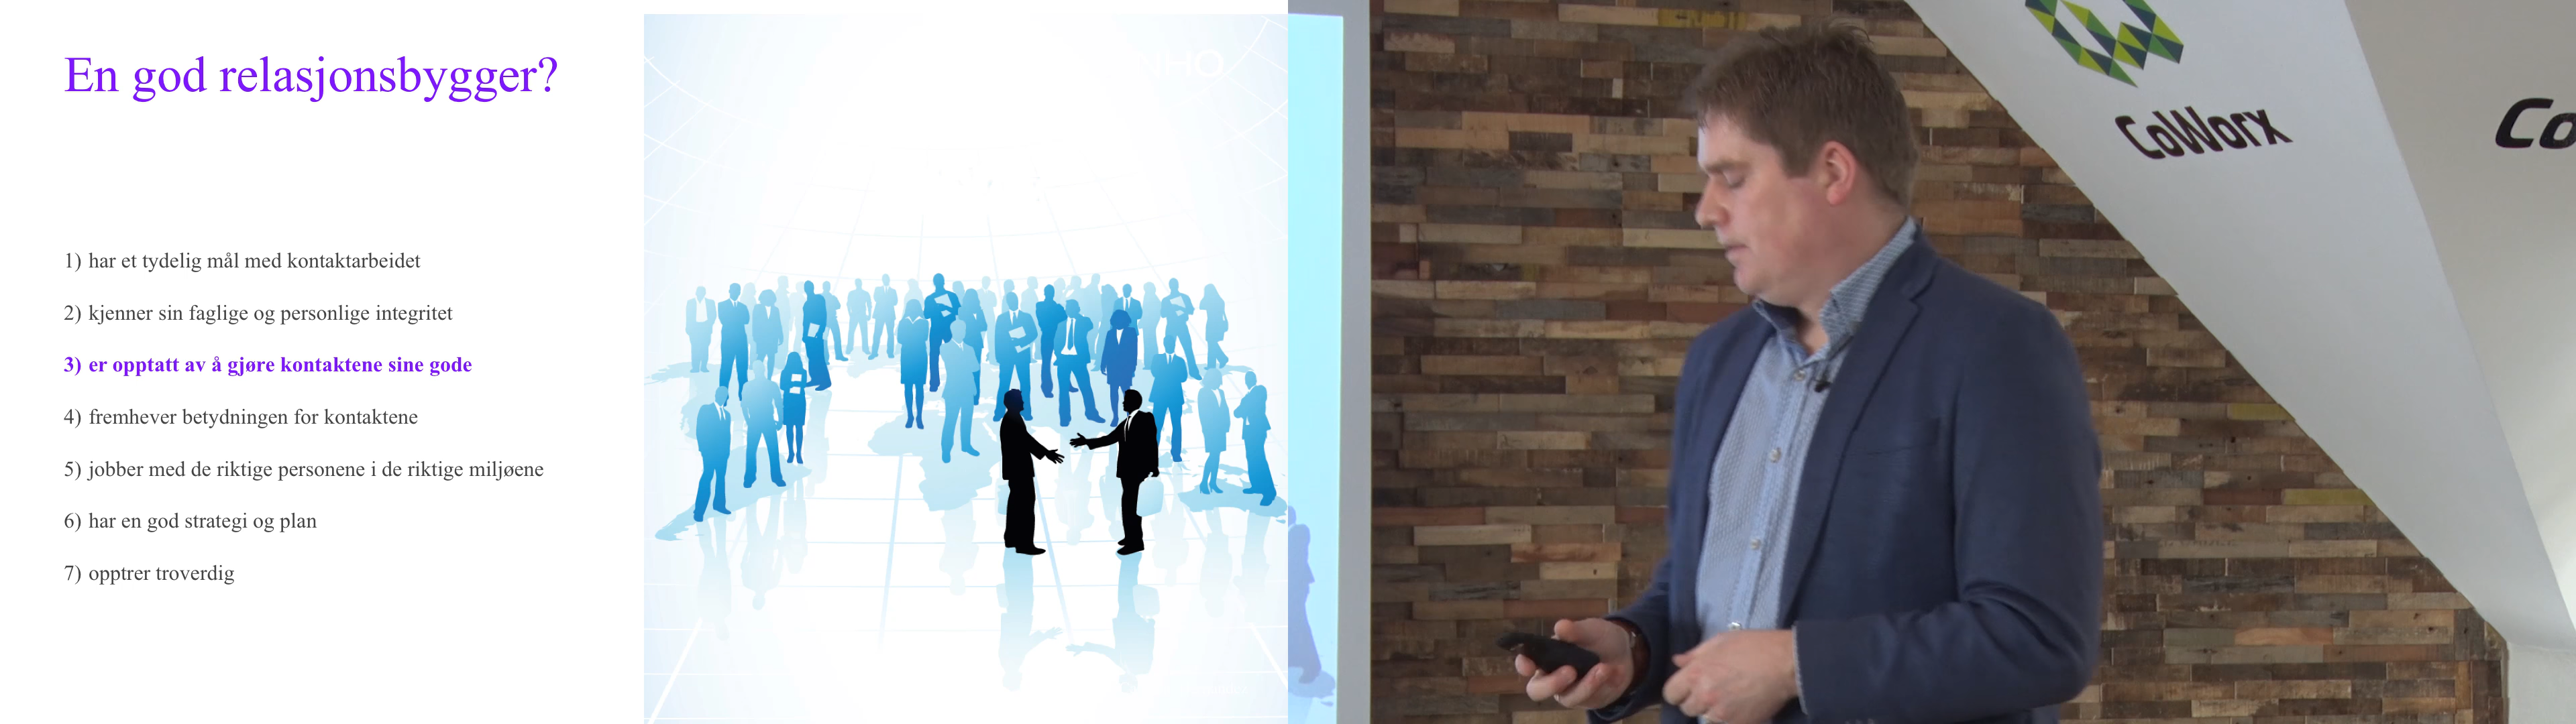 En god relasjonsbygger?
1) har et tydelig mål med kontaktarbeidet
2) kjenner sin faglige og personlige integritet
3) er opptatt av å gjøre kontaktene sine gode
4) fremhever betydningen for kontaktene
5) jobber med de riktige personene i de riktige miljøene
6) har en god strategi og plan
7) opptrer troverdig
CoWorx
Co